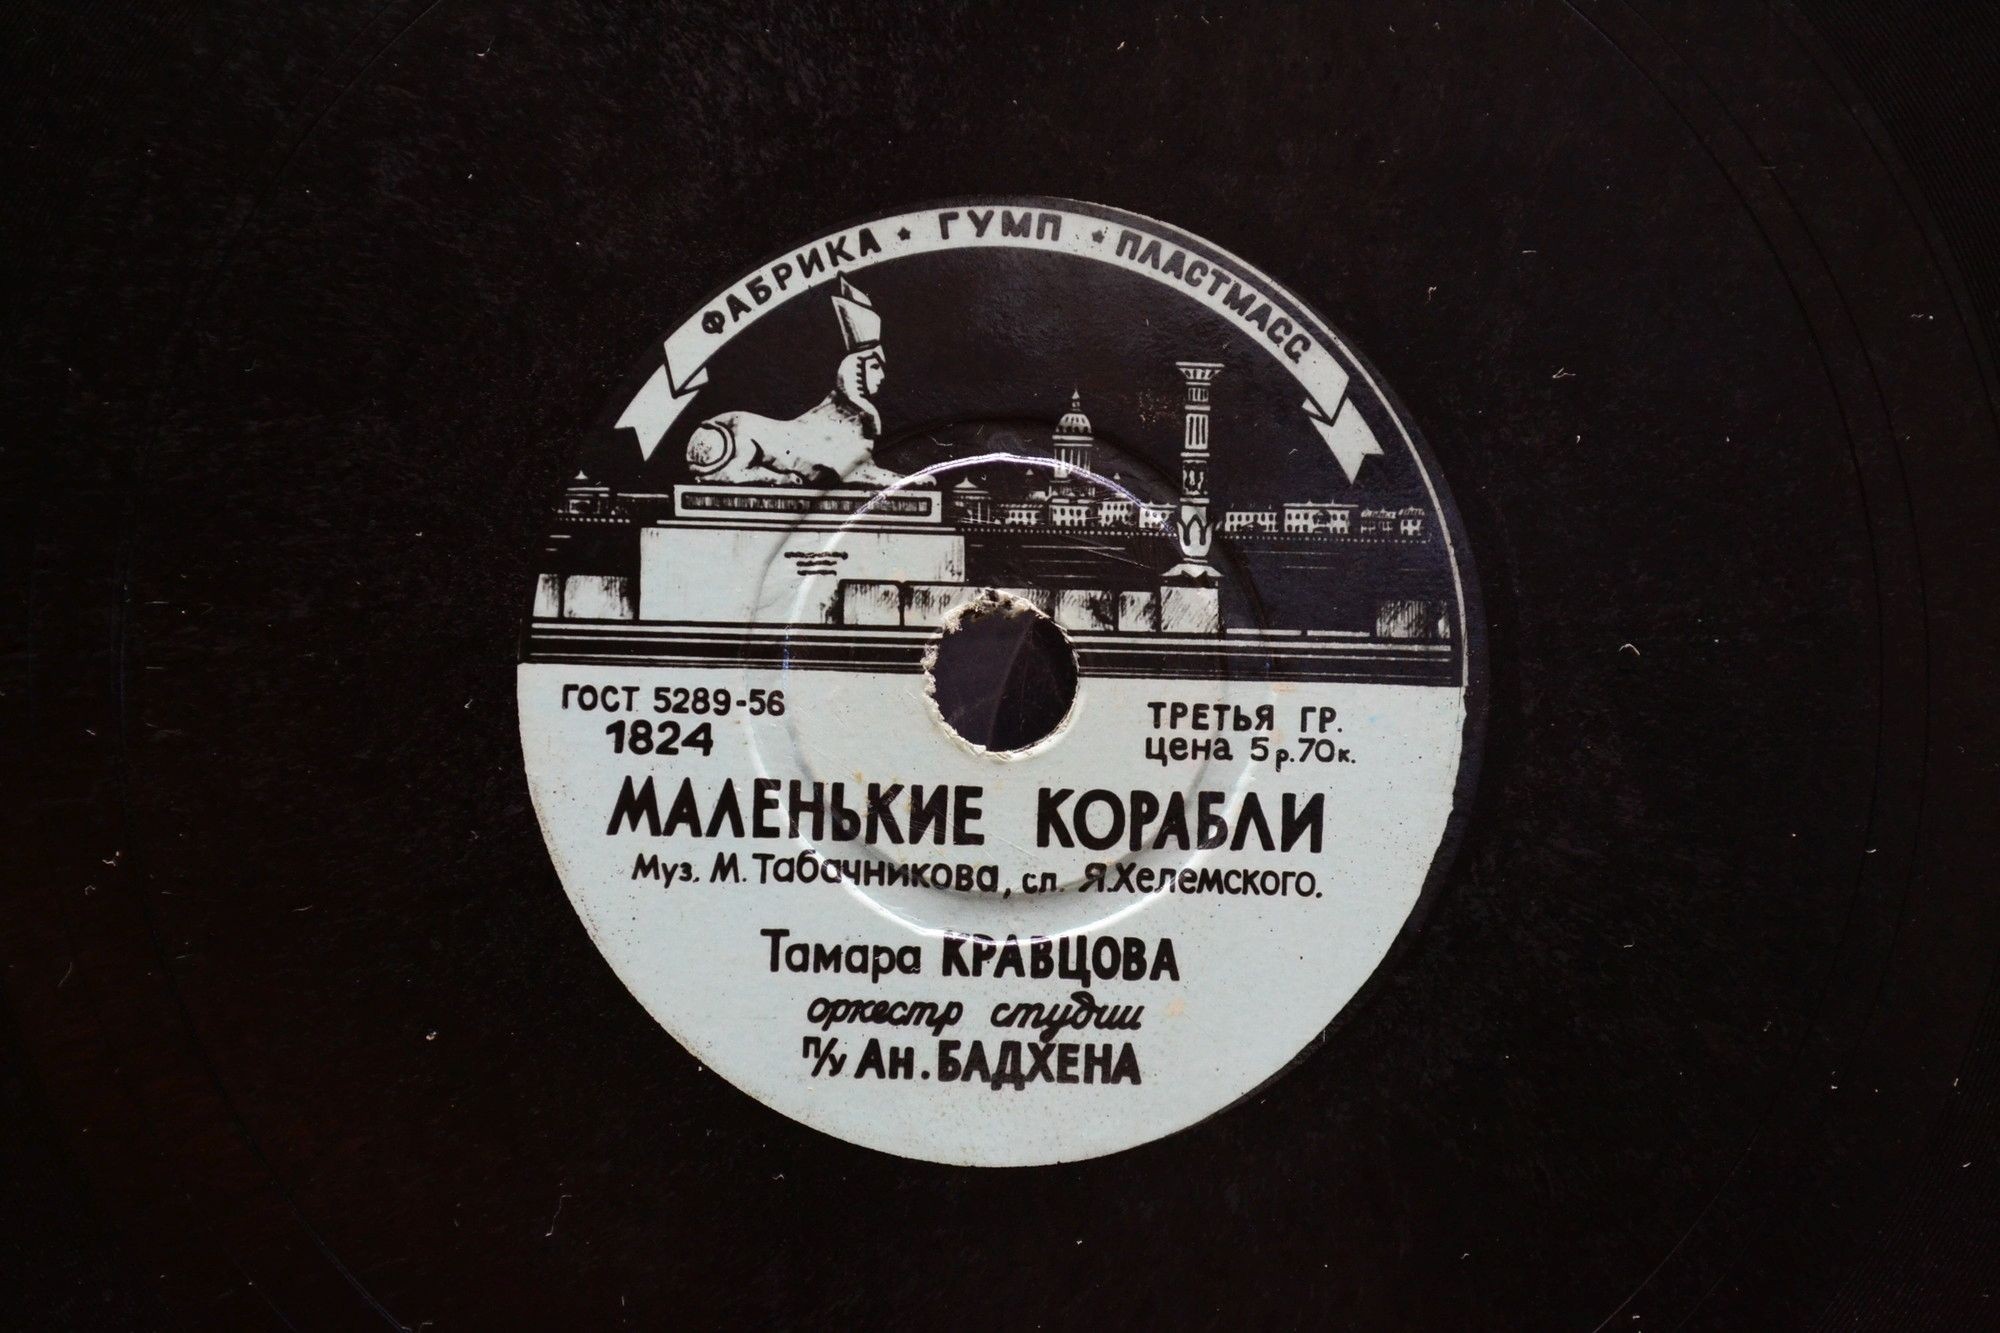 ФАБРИКА ★ ГУМП ★ ПЛАСТМАСС
ГОСТ 5289-56
1824
ТРЕТЬЯ ГР.
цена 5р.70к.
МАЛЕНЬКИЕ КОРАБЛИ
Муз. М. Табачникова, сл. Я.Хелемского.
Тамара КРАВЦОВА
оркестр студии
п/у Ан. БАДХЕНА